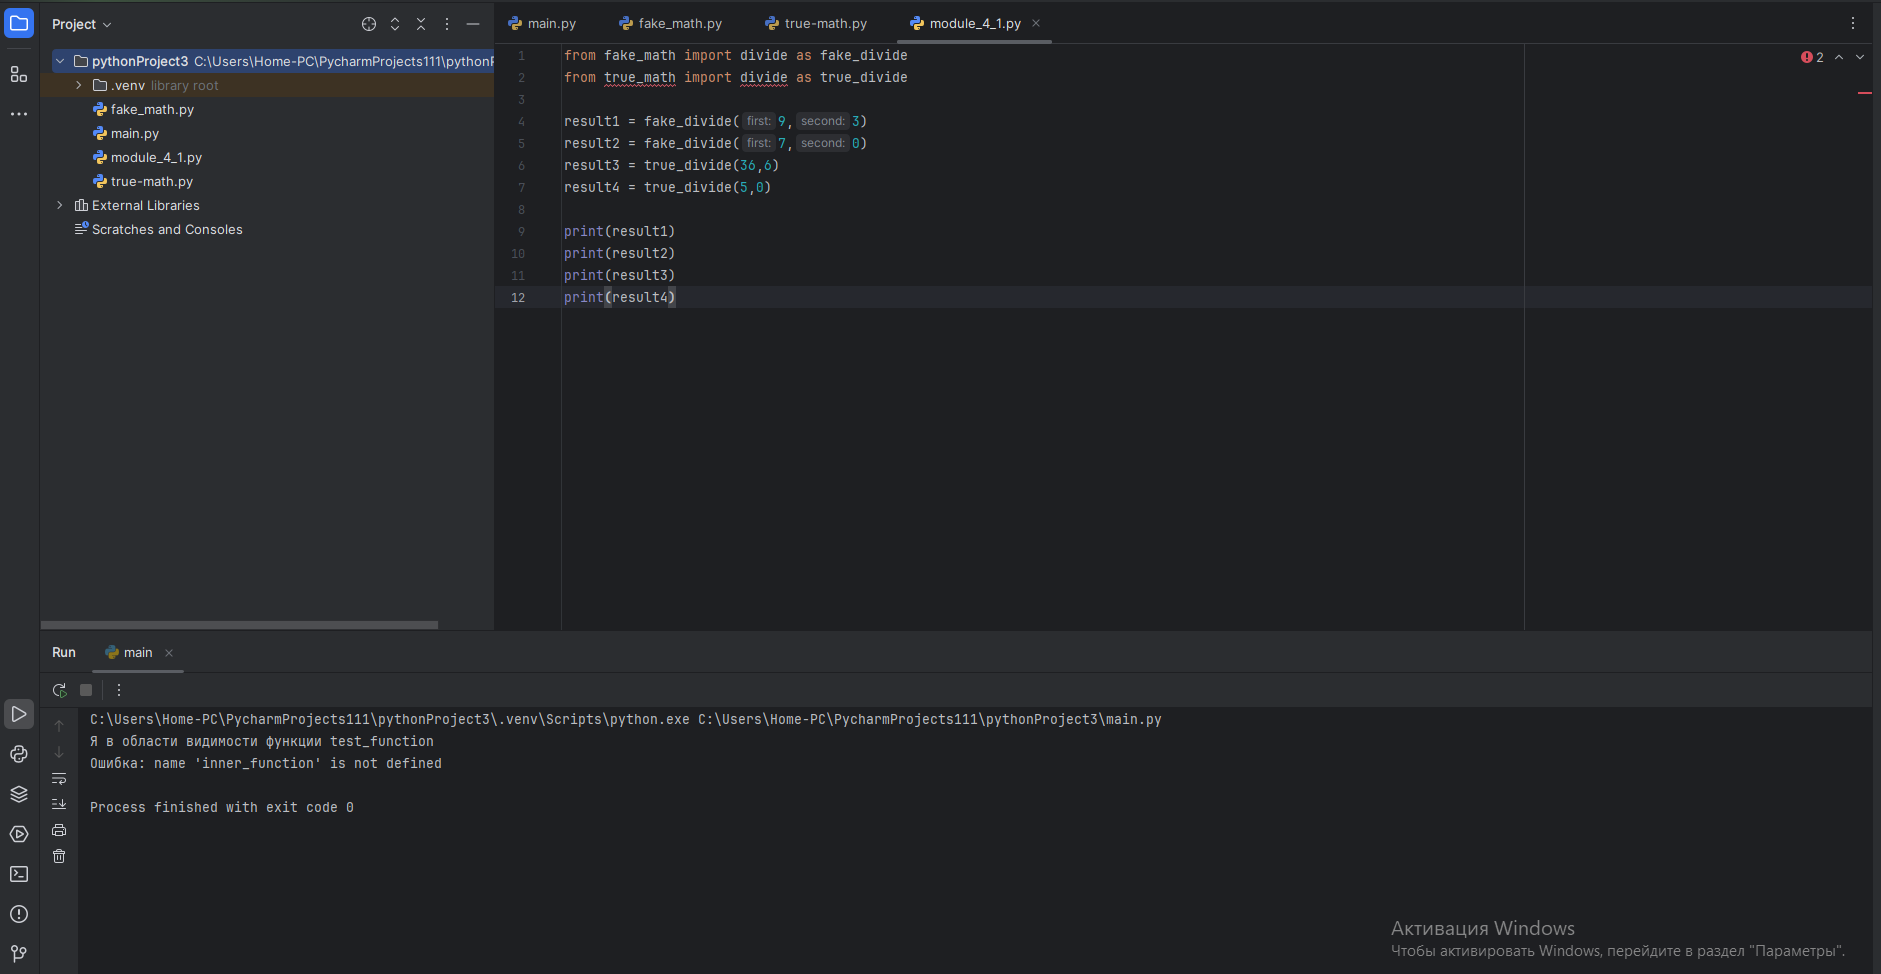 Project
main.py
fake_math.py
true-math.py
module_4_1.py
pythonProject3 C:\Users\Home-PC\PycharmProjects111\pythonP
.venv library root
fake_math.py
main.py
module_4_1.py
true-math.py
External Libraries
Scratches and Consoles
2
1 from fake_math import divide as fake_divide
2 from true_math import divide as true_divide
3
4 result1 = fake_divide( first: 9, second: 3)
5 result2 = fake_divide( first: 7, second: 0)
6 result3 = true_divide(36,6)
7 result4 = true_divide(5,0)
8
9 print(result1)
10 print(result2)
11 print(result3)
12 print(result4)
Run
main
C:\Users\Home-PC\PycharmProjects111\pythonProject3\.venv\Scripts\python.exe C:\Users\Home-PC\PycharmProjects111\pythonProject3\main.py
Я в области видимости функции test_function
Ошибка: name 'inner_function' is not defined
Process finished with exit code 0
Активация Windows
Чтобы активировать Windows, перейдите в раздел "Параметры".